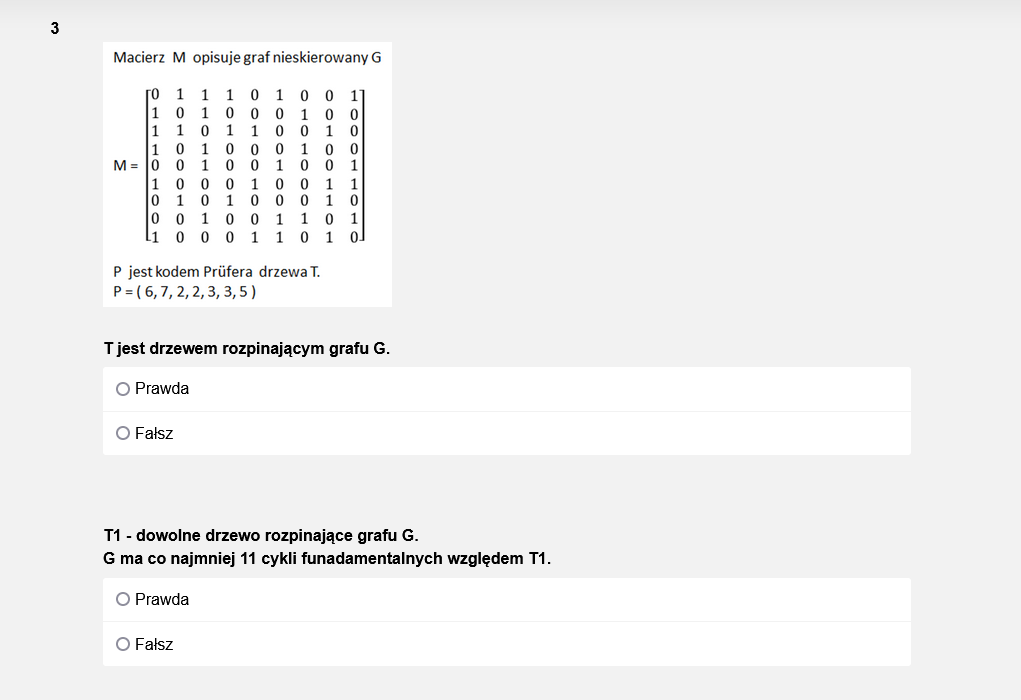 3
Macierz M opisuje graf nieskierowany G
0 1 1 1 0 1 0 0 1
1 0 1 0 0 0 1 0 0
1 1 0 1 1 0 0 1 0
1 0 1 0 0 0 1 0 0
M = 0 0 1 0 0 1 0 0 1
1 0 0 0 1 0 0 1 1
0 1 0 1 0 0 0 1 0
0 0 1 0 0 1 1 0 1
1 0 0 0 1 1 0 1 0
P jest kodem Prüfera drzewa T.
P = ( 6, 7, 2, 2, 3, 3, 5 )
T jest drzewem rozpinającym grafu G.
Prawda
Fałsz
T1 - dowolne drzewo rozpinające grafu G.
G ma co najmniej 11 cykli funadamentalnych względem T1.
Prawda
Fałsz